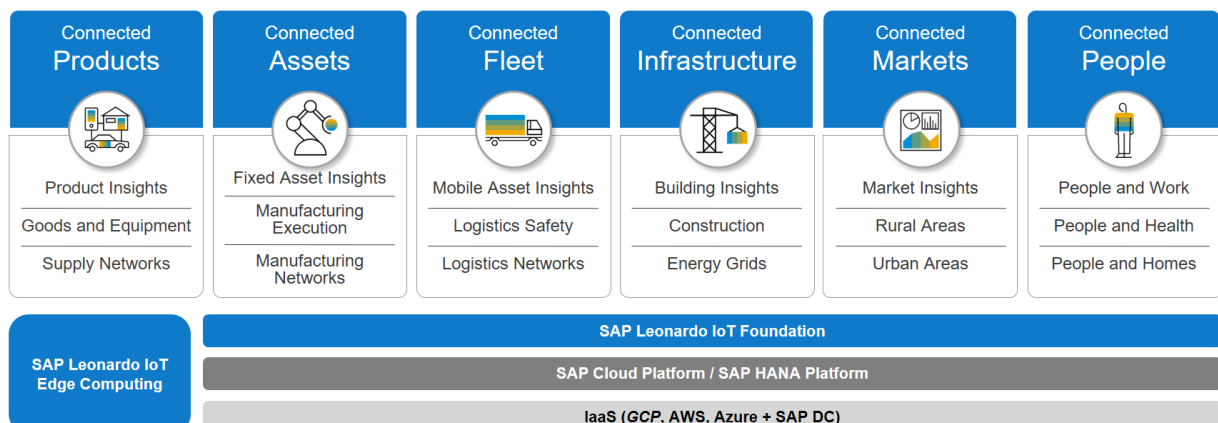 Connected
Products
Product Insights
Goods and Equipment
Supply Networks
Connected
Assets
Fixed Asset Insights
Manufacturing
Execution
Manufacturing
Networks
Connected
Fleet
Mobile Asset Insights
Logistics Safety
Logistics Networks
Connected
Infrastructure
Building Insights
Construction
Energy Grids
Connected
Markets
Market Insights
Rural Areas
Urban Areas
Connected
People
People and Work
People and Health
People and Homes
SAP Leonardo IoT
Edge Computing
SAP Leonardo IoT Foundation
SAP Cloud Platform / SAP HANA Platform
IaaS (GCP, AWS, Azure + SAP DC)